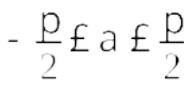 - p/2 £ a £ p/2